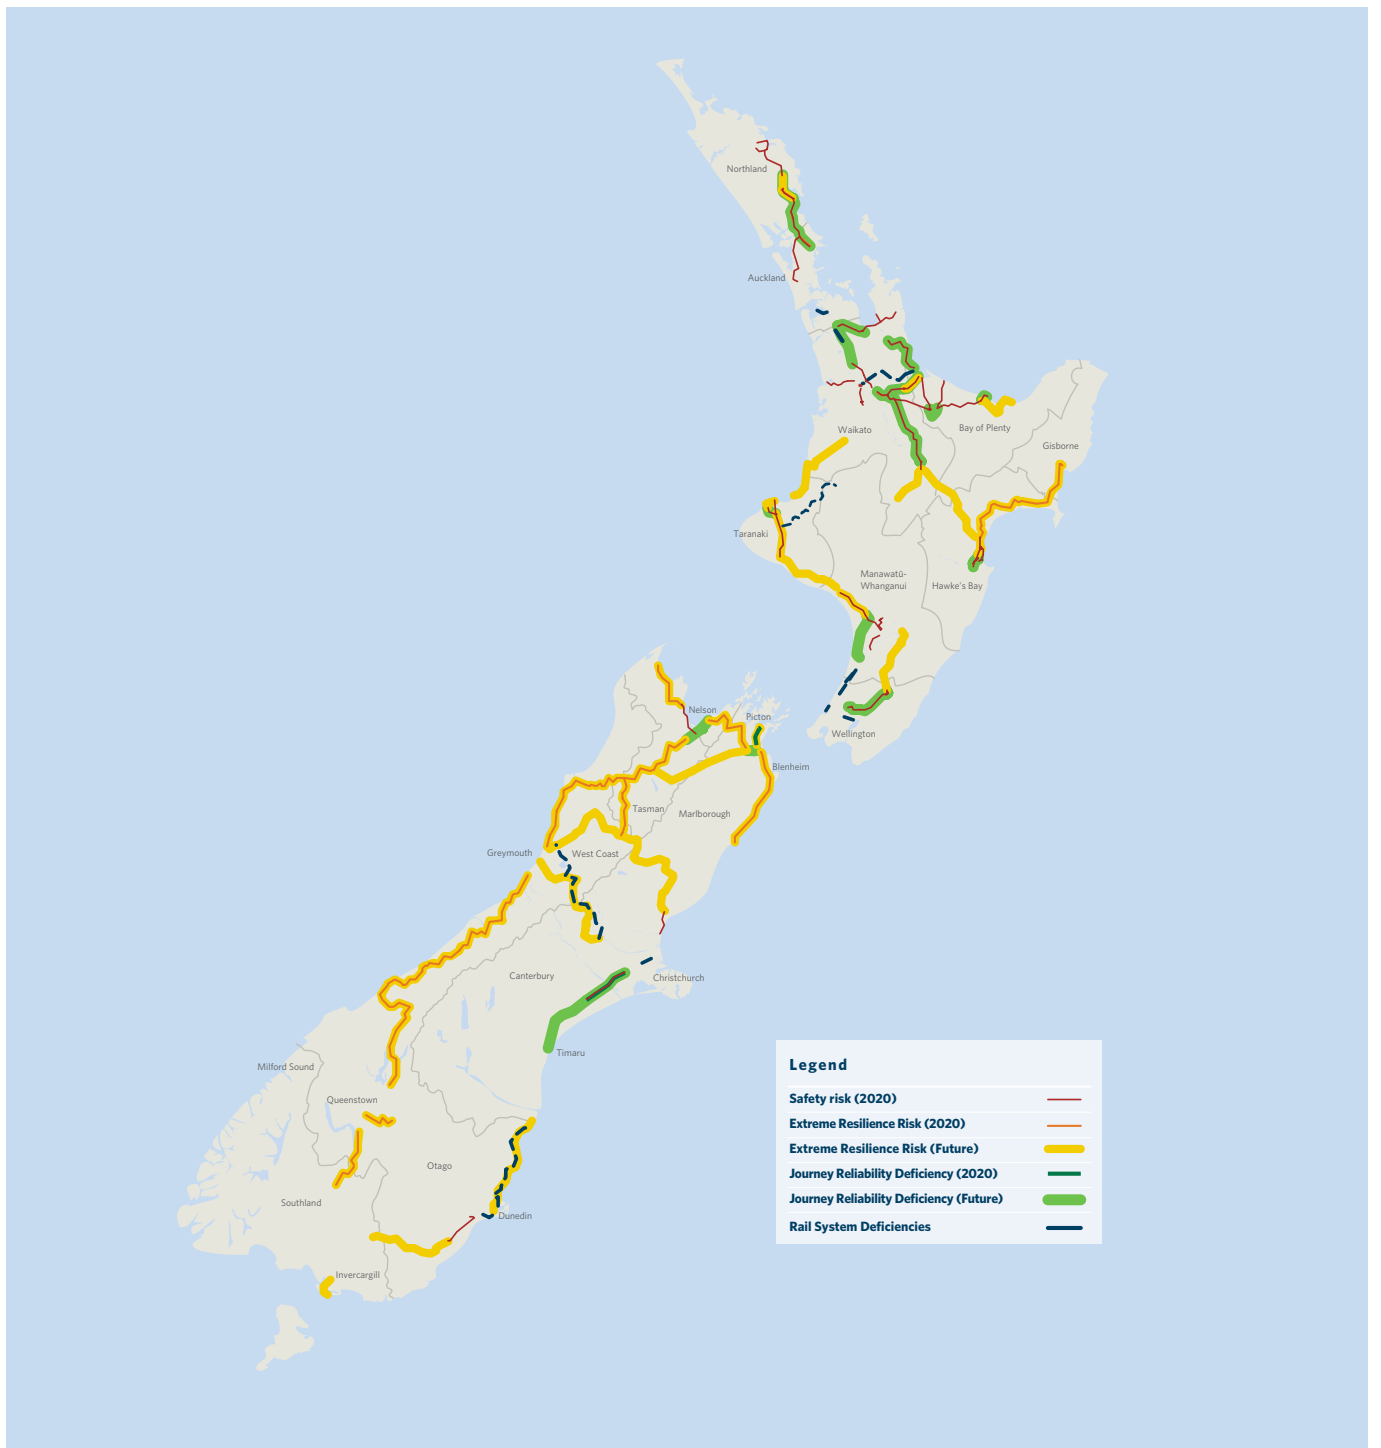 Northland
Auckland
Waikato
Bay of Plenty
Gisborne
Taranaki
Manawatū-
Whanganui
Hawke's Bay
Nelson
Picton
Wellington
Blenheim
Tasman
Marlborough
Greymouth
West Coast
Canterbury
Christchurch
Timaru
Milford Sound
Queenstown
Otago
Southland
Dunedin
Invercargill
Legend
Safety risk (2020)
Extreme Resilience Risk (2020)
Extreme Resilience Risk (Future)
Journey Reliability Deficiency (2020)
Journey Reliability Deficiency (Future)
Rail System Deficiencies